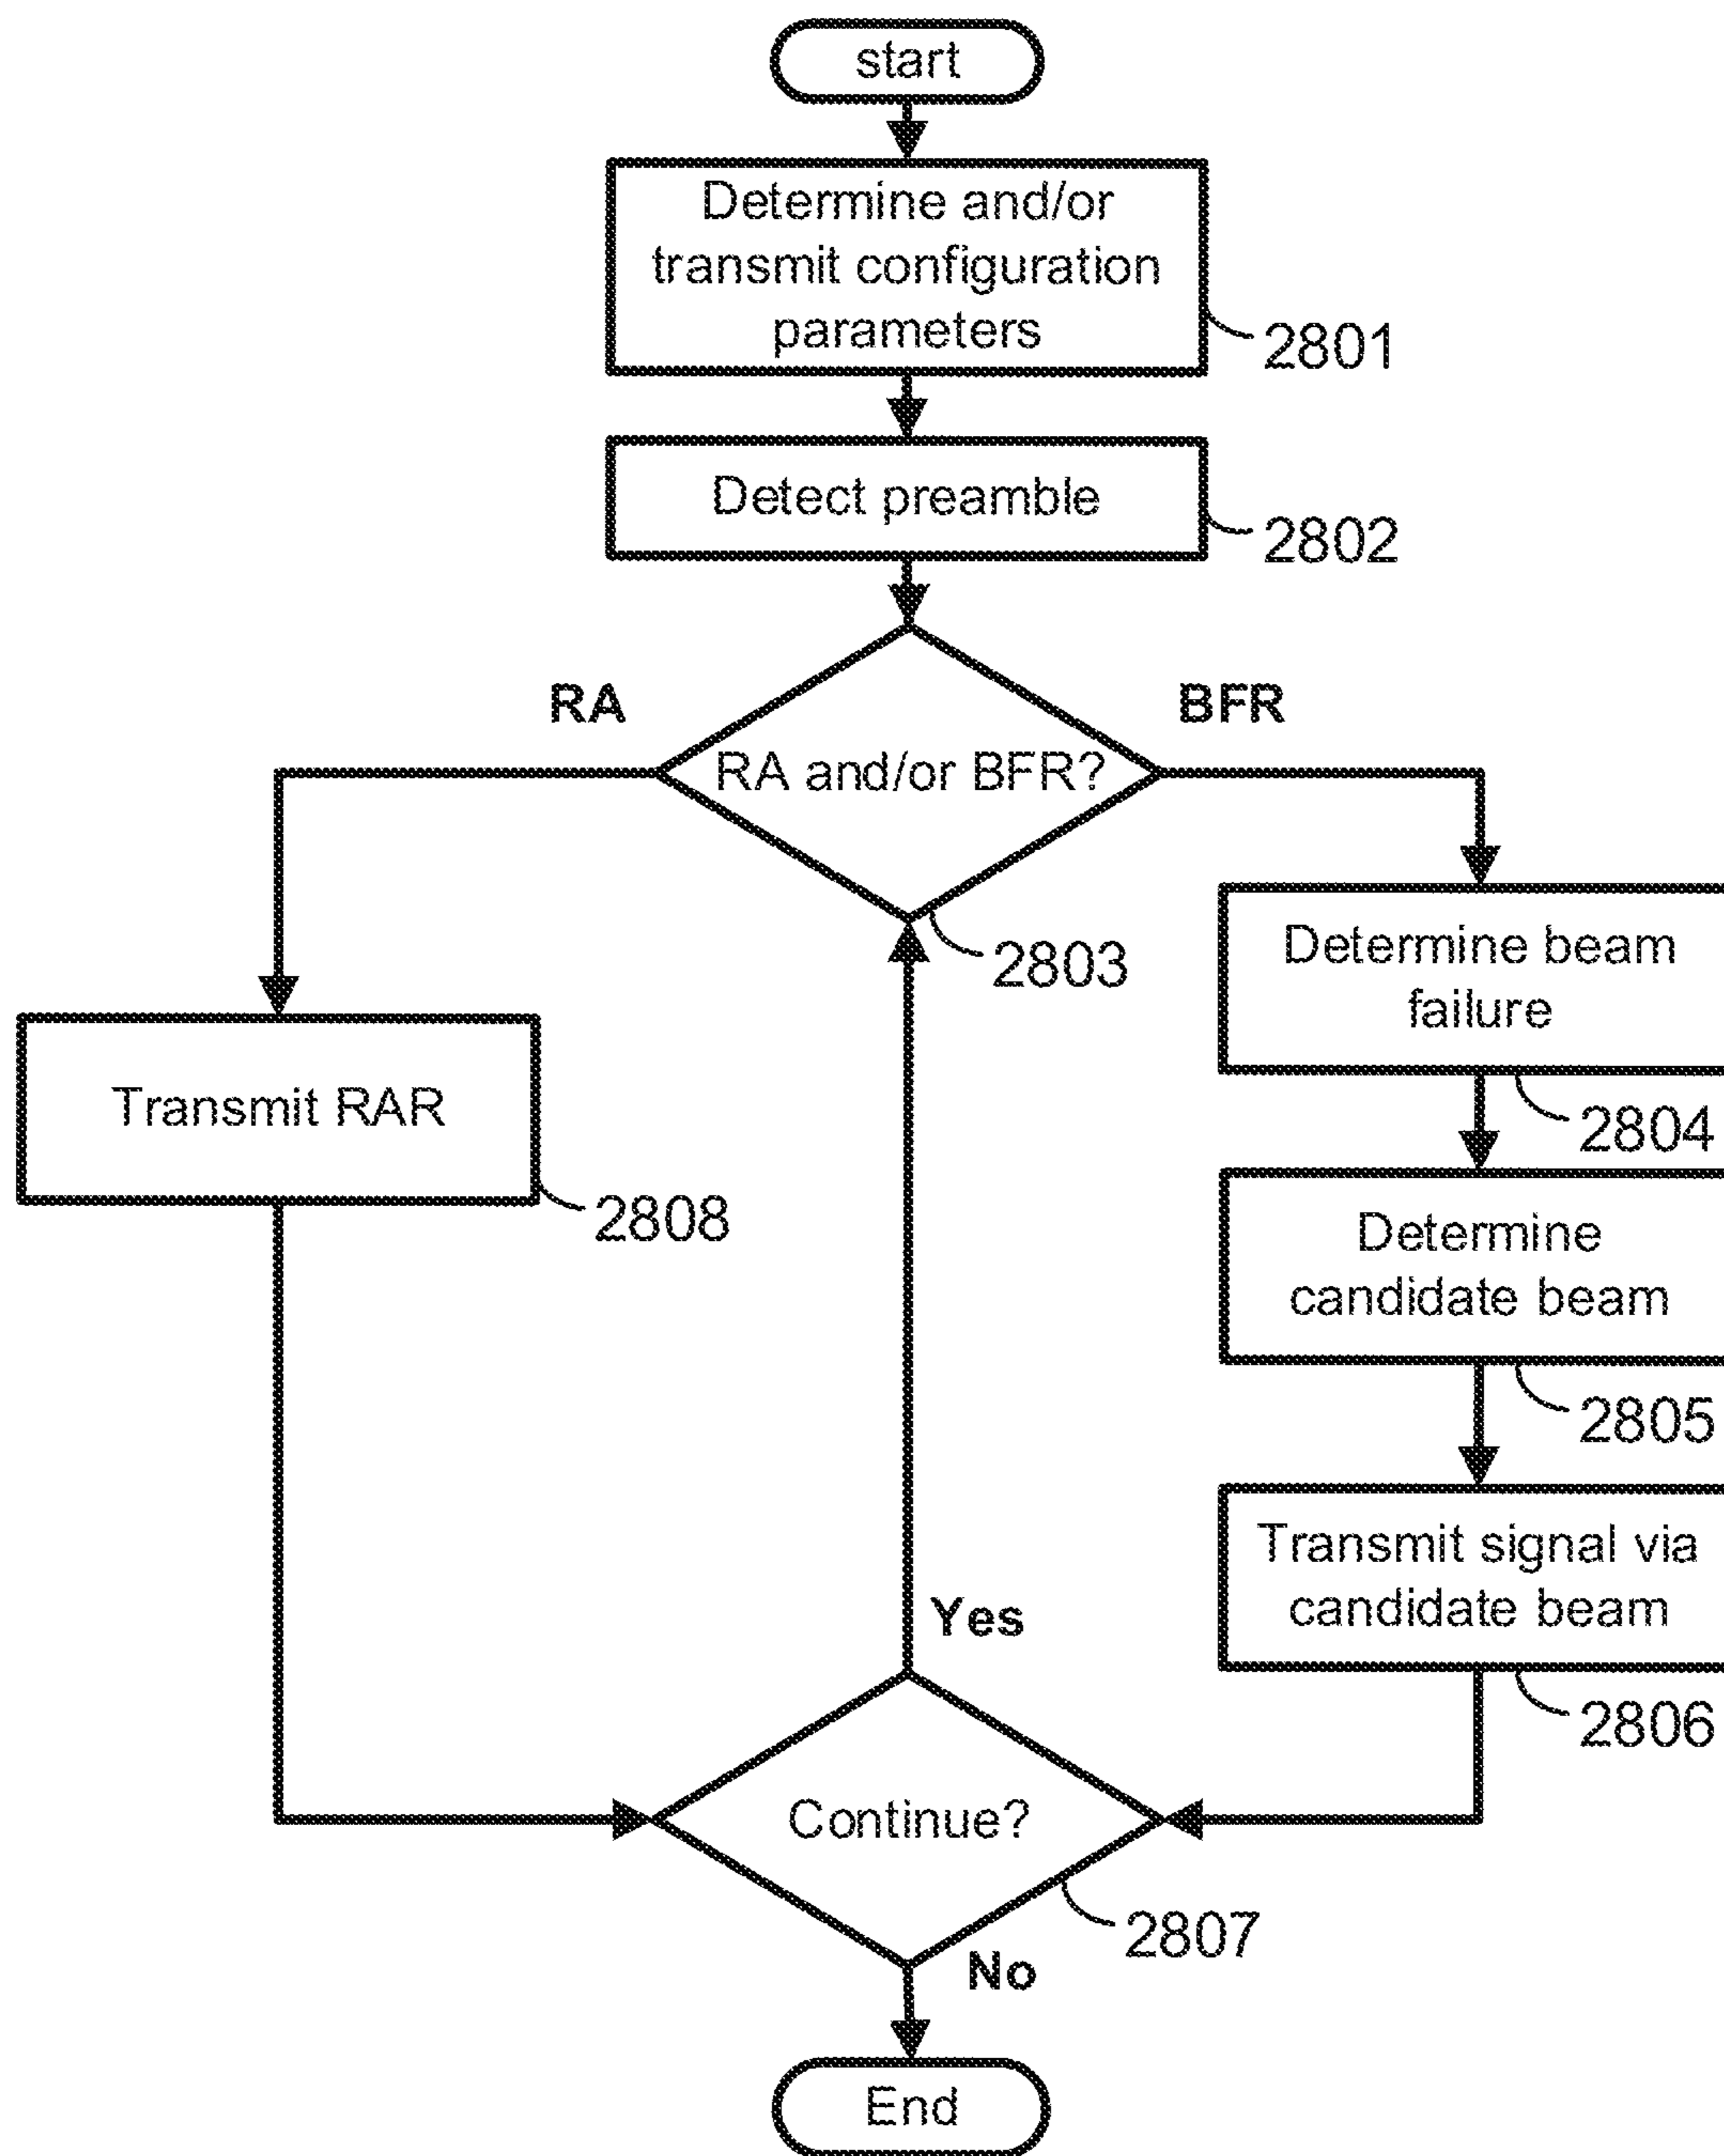 start
Determine and/or
transmit configuration
parameters
2801
Detect preamble
2802
RA
BFR
RA and/or BFR?
2803
Determine beam
failure
2804
Transmit RAR
2808
Determine
candidate beam
2805
Transmit signal via
candidate beam
2806
Yes
Continue?
2807
No
End